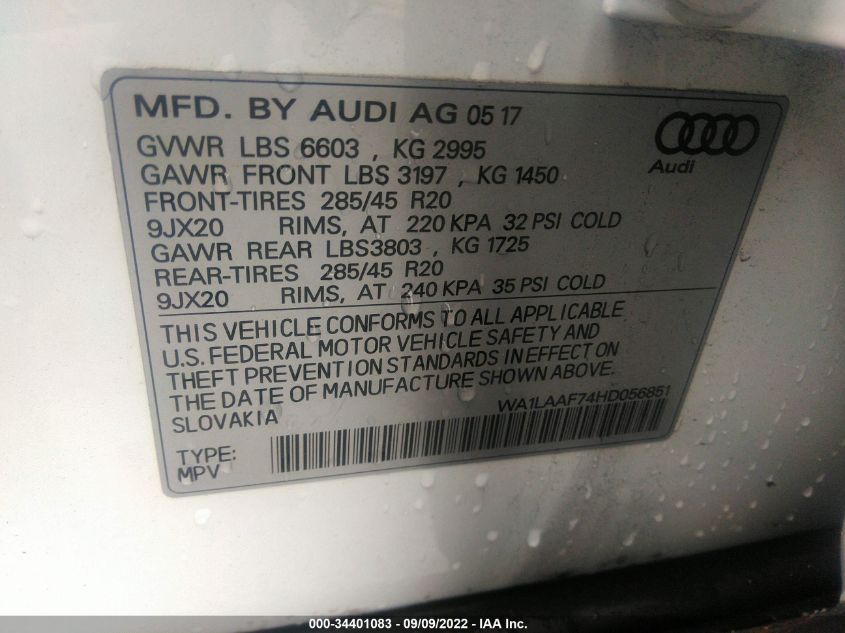 MFD. BY AUDI AG 05 17
GVWR LBS 6603 , KG 2995
GAWR FRONT LBS 3197 , KG 1450
FRONT-TIRES 285/45 R20
9JX20 RIMS, AT 220 KPA 32 PSI COLD
GAWR REAR LBS3803 , KG 1725
REAR-TIRES 285/45 R20
9JX20 RIMS, AT 240 KPA 35 PSI COLD
Audi
THIS VEHICLE CONFORMS TO ALL APPLICABLE
U.S. FEDERAL MOTOR VEHICLE SAFETY AND
THEFT PREVENTION STANDARDS IN EFFECT ON
THE DATE OF MANUFACTURE SHOWN ABOVE.
SLOVAKIA
WA1LAAF74HD056851
TYPE:
MPV
000-34401083 - 09/09/2022 - IAA Inc.